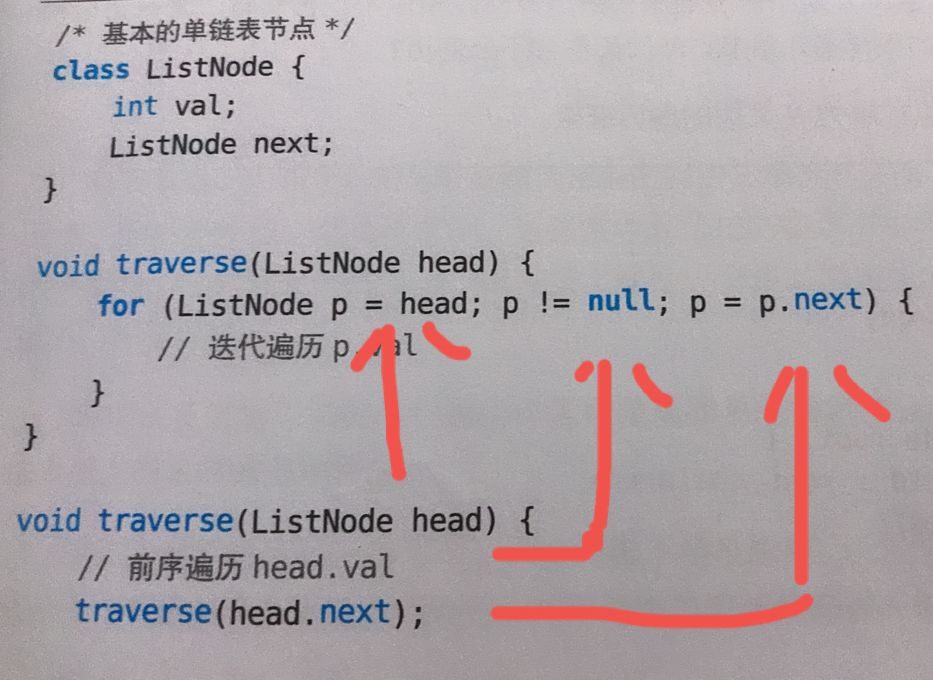 /* 基本的单链表节点 */
class ListNode {
int val;
ListNode next;
}
void traverse(ListNode head) {
for (ListNode p = head; p != null; p = p.next) {
// 迭代遍历 p.val
}
}
void traverse(ListNode head) {
// 前序遍历 head.val
traverse(head.next);